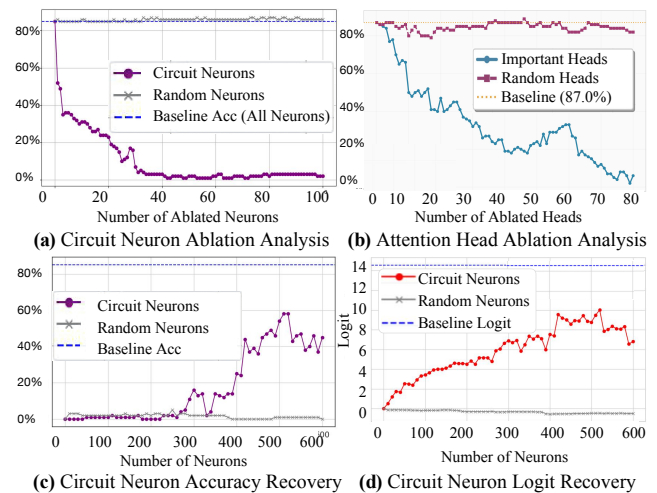 80%
60%
40%
20%
0%
Circuit Neurons
Random Neurons
Baseline Acc (All Neurons)
0 20 40 60 80 100
Number of Ablated Neurons
(a) Circuit Neuron Ablation Analysis
80%
60%
40%
20%
0%
Important Heads
Random Heads
Baseline (87.0%)
0 10 20 30 40 50 60 70 80
Number of Ablated Heads
(b) Attention Head Ablation Analysis
80%
60%
40%
20%
0%
Circuit Neurons
Random Neurons
Baseline Acc
0 100 200 300 400 500 600
Number of Neurons
(c) Circuit Neuron Accuracy Recovery
14
12
10
8
6
4
2
0
Logit
Circuit Neurons
Random Neurons
Baseline Logit
0 100 200 300 400 500 600
Number of Neurons
(d) Circuit Neuron Logit Recovery